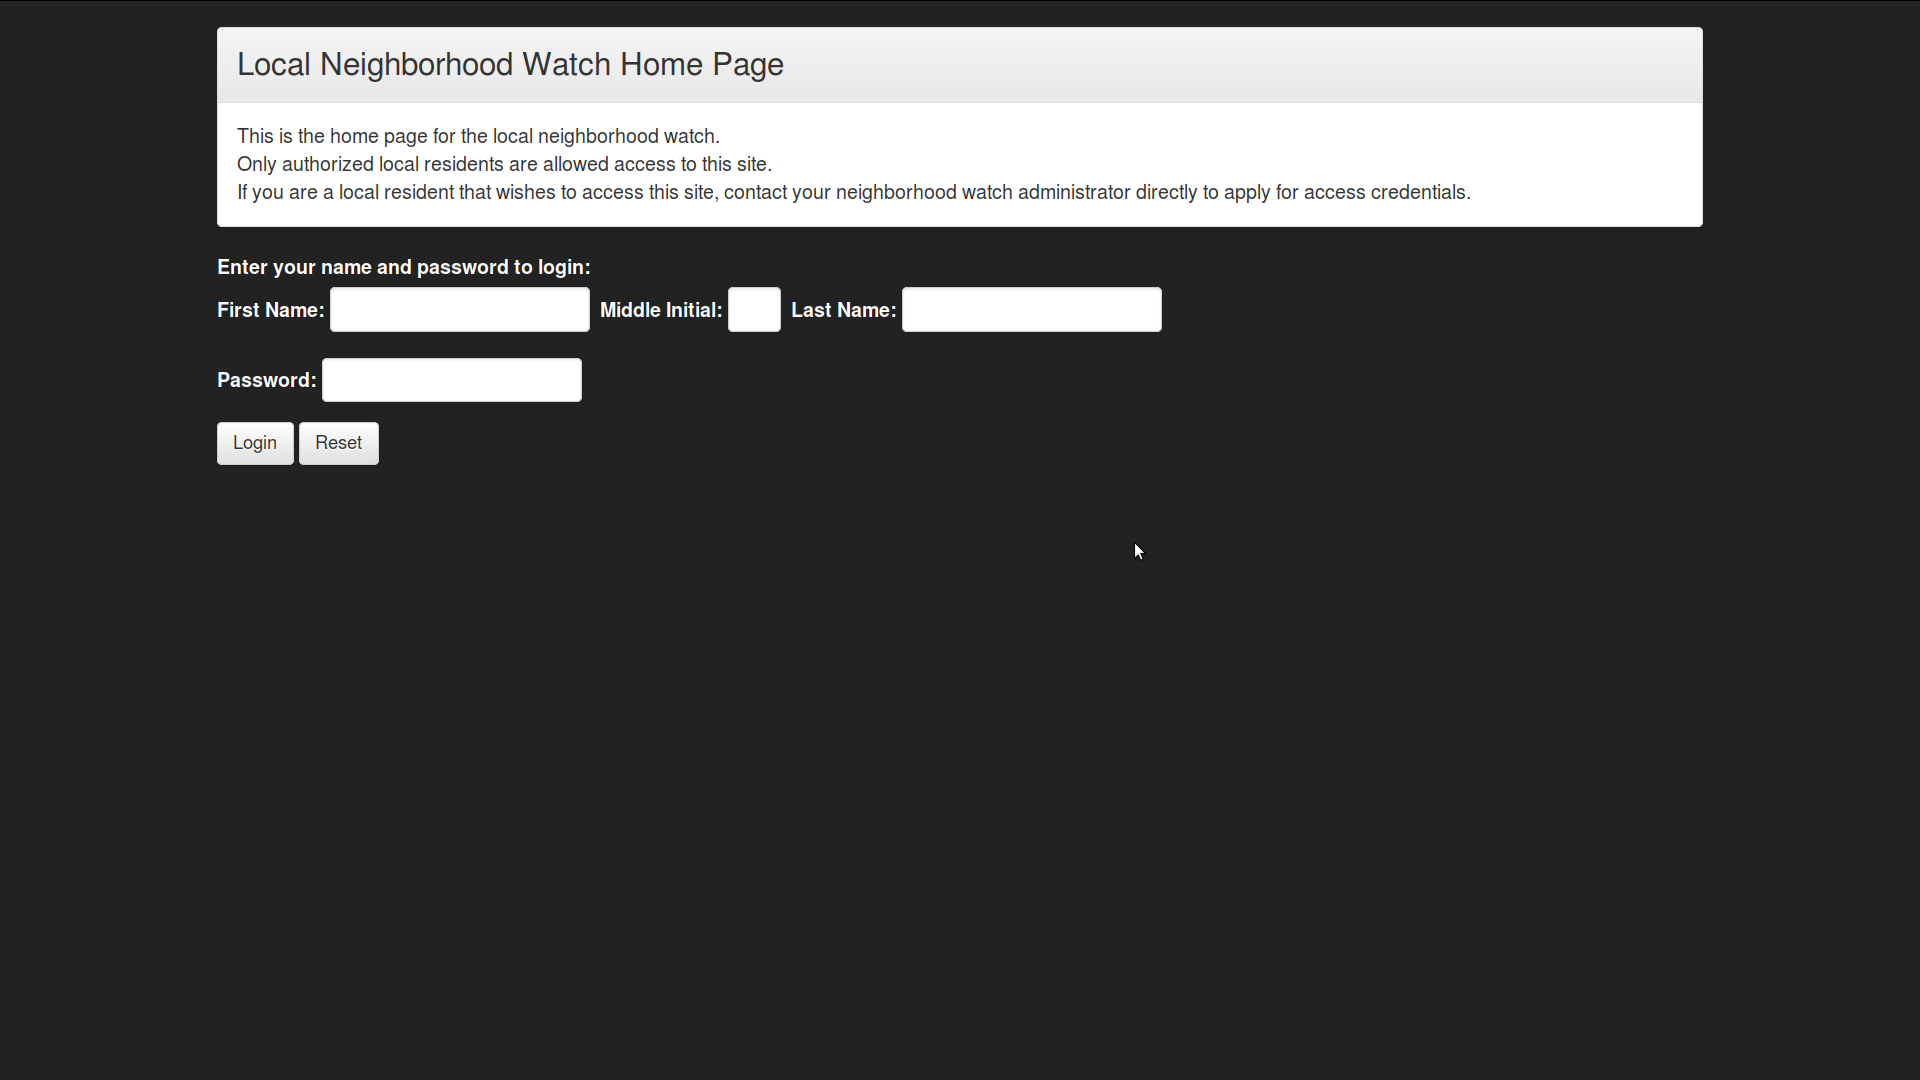 Local Neighborhood Watch Home Page
This is the home page for the local neighborhood watch.
Only authorized local residents are allowed access to this site.
If you are a local resident that wishes to access this site, contact your neighborhood watch administrator directly to apply for access credentials.
Enter your name and password to login:
First Name: Middle Initial: Last Name:
Password:
Login Reset